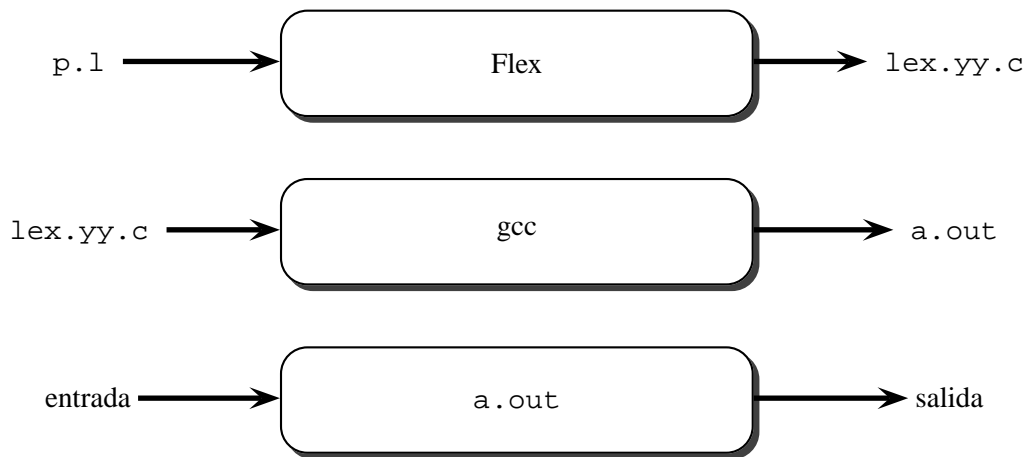 p.l Flex lex.yy.c
lex.yy.c gcc a.out
entrada a.out salida